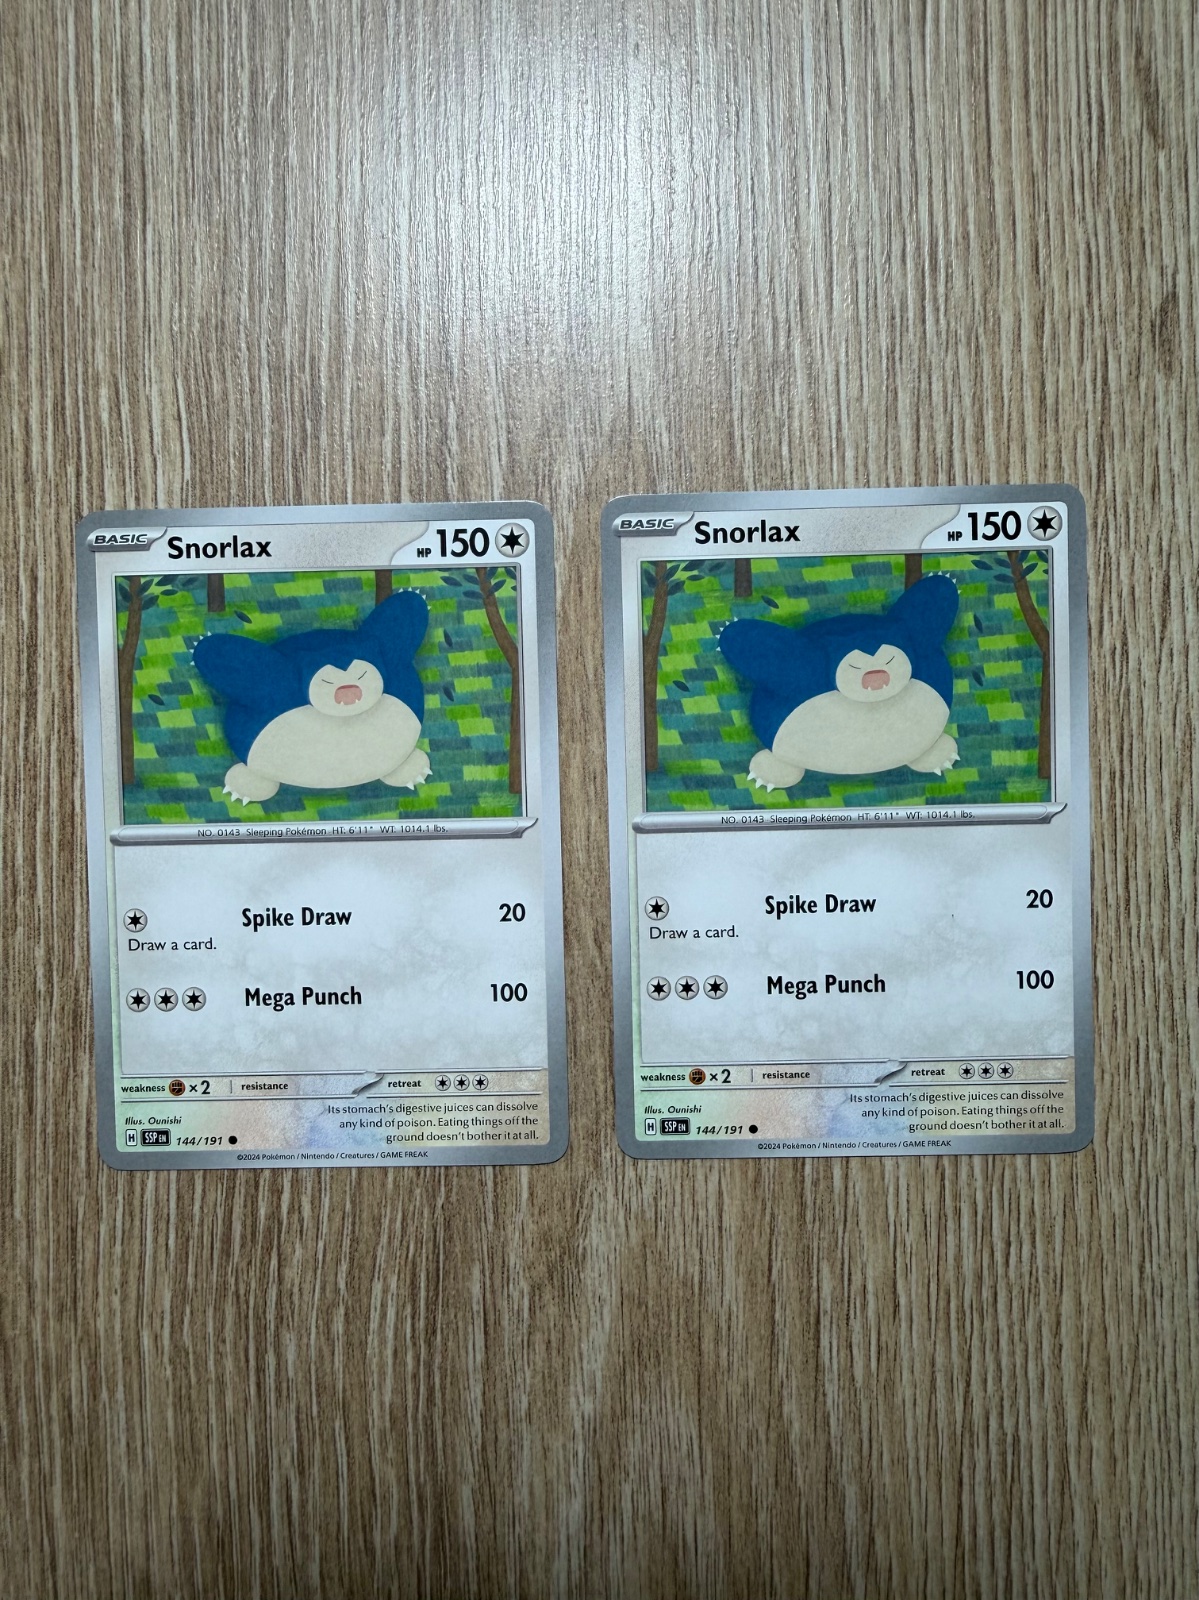 BASIC Snorlax HP 150
NO. 0143 Sleeping Pokémon HT: 6'11" WT: 1014.1 lbs.
Spike Draw 20
Draw a card.
Mega Punch 100
weakness ×2 resistance retreat
Its stomach's digestive juices can dissolve
any kind of poison. Eating things off the
ground doesn't bother it at all.
Illus. Ounishi
H SSP EN 144/191
©2024 Pokémon / Nintendo / Creatures / GAME FREAK
BASIC Snorlax HP 150
NO. 0143 Sleeping Pokémon HT: 6'11" WT: 1014.1 lbs.
Spike Draw 20
Draw a card.
Mega Punch 100
weakness ×2 resistance retreat
Its stomach's digestive juices can dissolve
any kind of poison. Eating things off the
ground doesn't bother it at all.
Illus. Ounishi
H SSP EN 144/191
©2024 Pokémon / Nintendo / Creatures / GAME FREAK